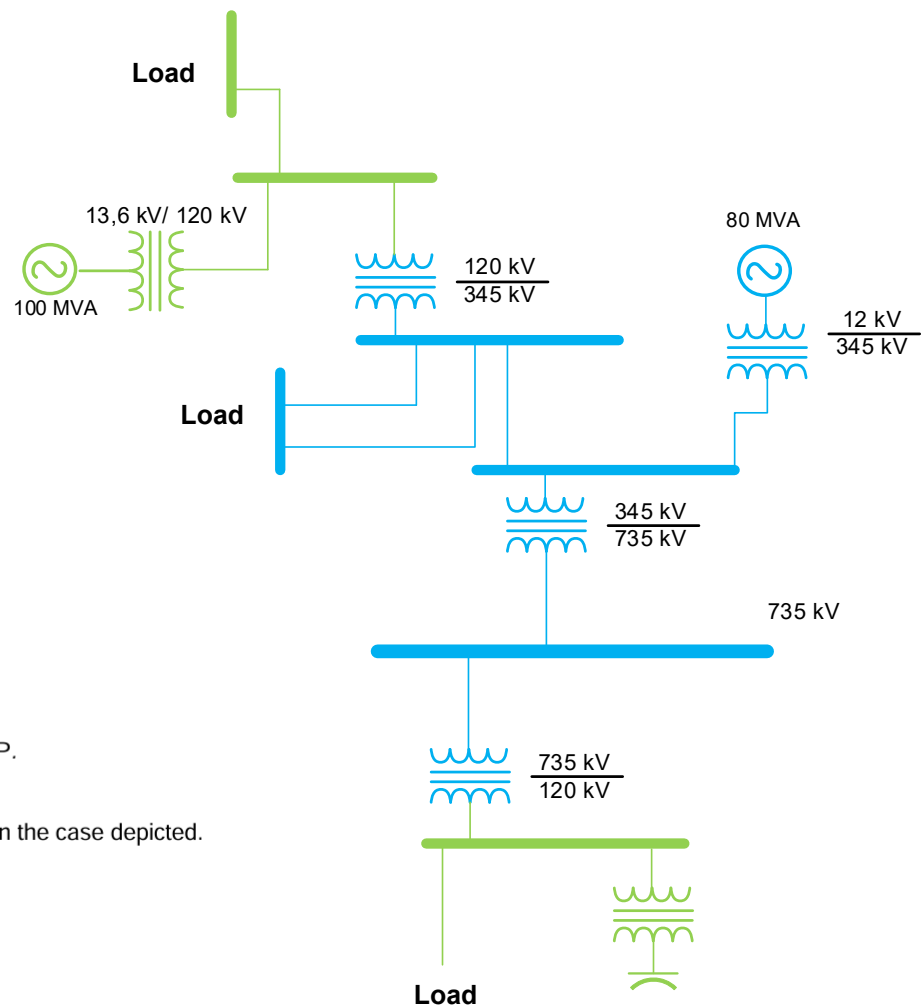 Load
13,6 kV/ 120 kV
100 MVA
120 kV
345 kV
80 MVA
12 kV
345 kV
Load
345 kV
735 kV
735 kV
P.
735 kV
120 kV
n the case depicted.
Load